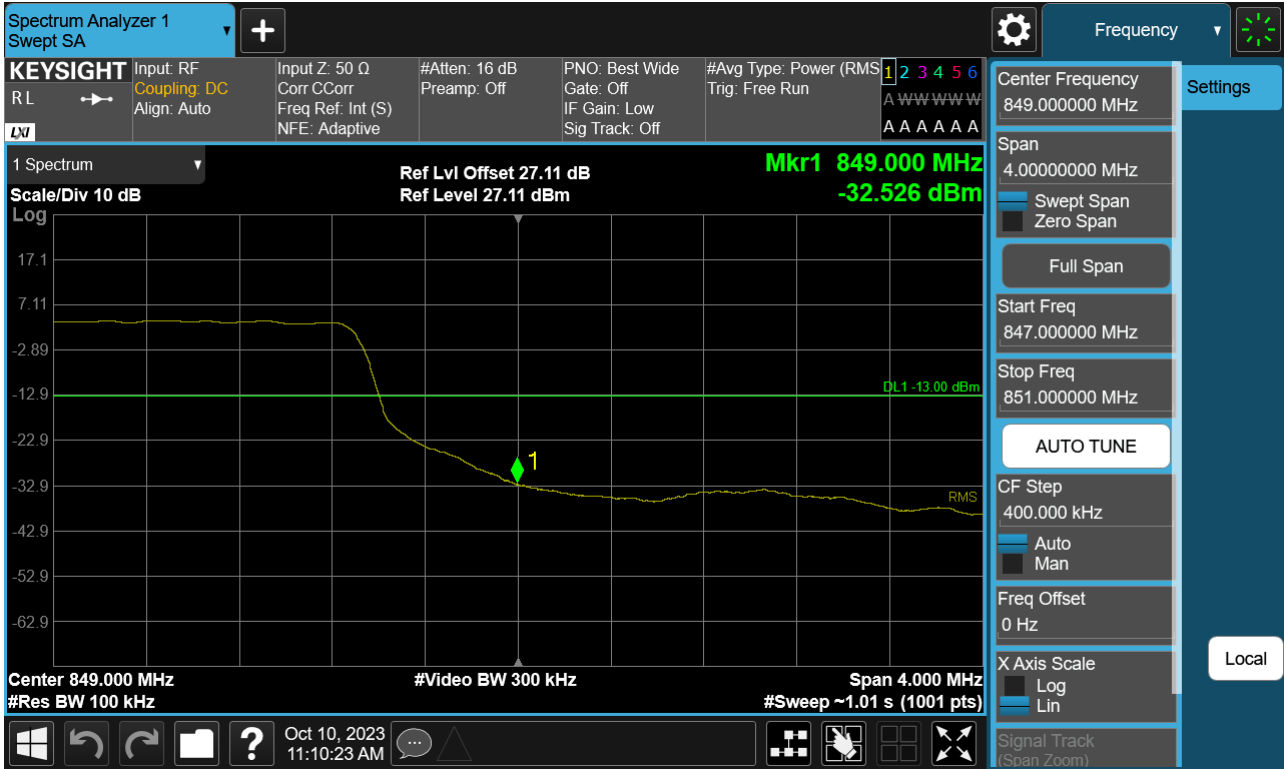 Spectrum Analyzer 1
Swept SA
Frequency
KEYSIGHT
R L
LXI
Input: RF
Coupling: DC
Align: Auto
Input Z: 50 Ω
Corr CCorr
Freq Ref: Int (S)
NFE: Adaptive
#Atten: 16 dB
Preamp: Off
PNO: Best Wide
Gate: Off
IF Gain: Low
Sig Track: Off
#Avg Type: Power (RMS
Trig: Free Run
1 2 3 4 5 6
A W W W W W
A A A A A A
1 Spectrum
Scale/Div 10 dB
Log
Ref Lvl Offset 27.11 dB
Ref Level 27.11 dBm
Mkr1 849.000 MHz
-32.526 dBm
17.1
7.11
-2.89
-12.9
-22.9
-32.9
-42.9
-52.9
-62.9
DL1 -13.00 dBm
1
RMS
Center 849.000 MHz
#Video BW 300 kHz
Span 4.000 MHz
#Res BW 100 kHz
#Sweep ~1.01 s (1001 pts)
Oct 10, 2023
11:10:23 AM
?
Center Frequency
849.000000 MHz
Span
4.00000000 MHz
Swept Span
Zero Span
Full Span
Start Freq
847.000000 MHz
Stop Freq
851.000000 MHz
AUTO TUNE
CF Step
400.000 kHz
Auto
Man
Freq Offset
0 Hz
X Axis Scale
Log
Lin
Signal Track
(Span Zoom)
Settings
Local